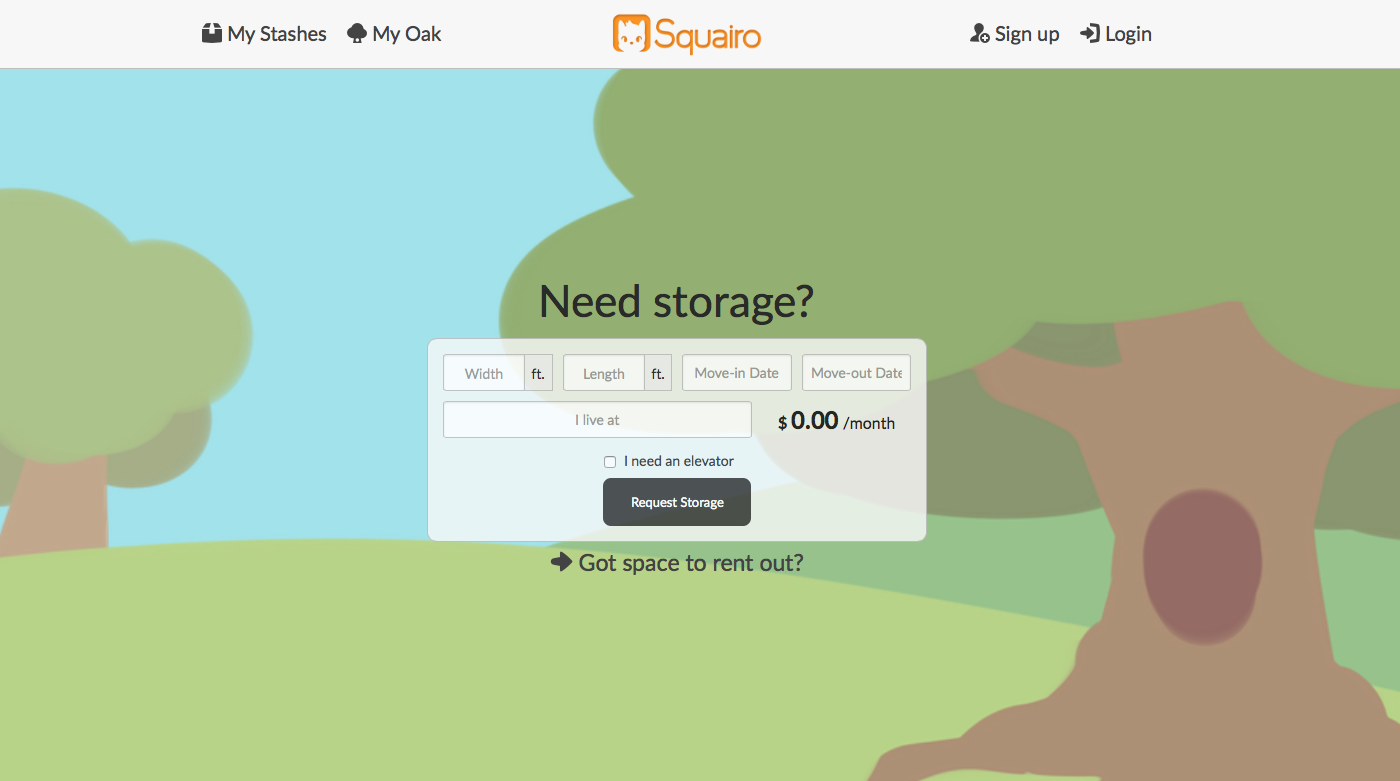 My Stashes My Oak Squairo Sign up Login
Need storage?
Width ft. Length ft. Move-in Date Move-out Date
I live at $ 0.00 /month
I need an elevator
Request Storage
Got space to rent out?